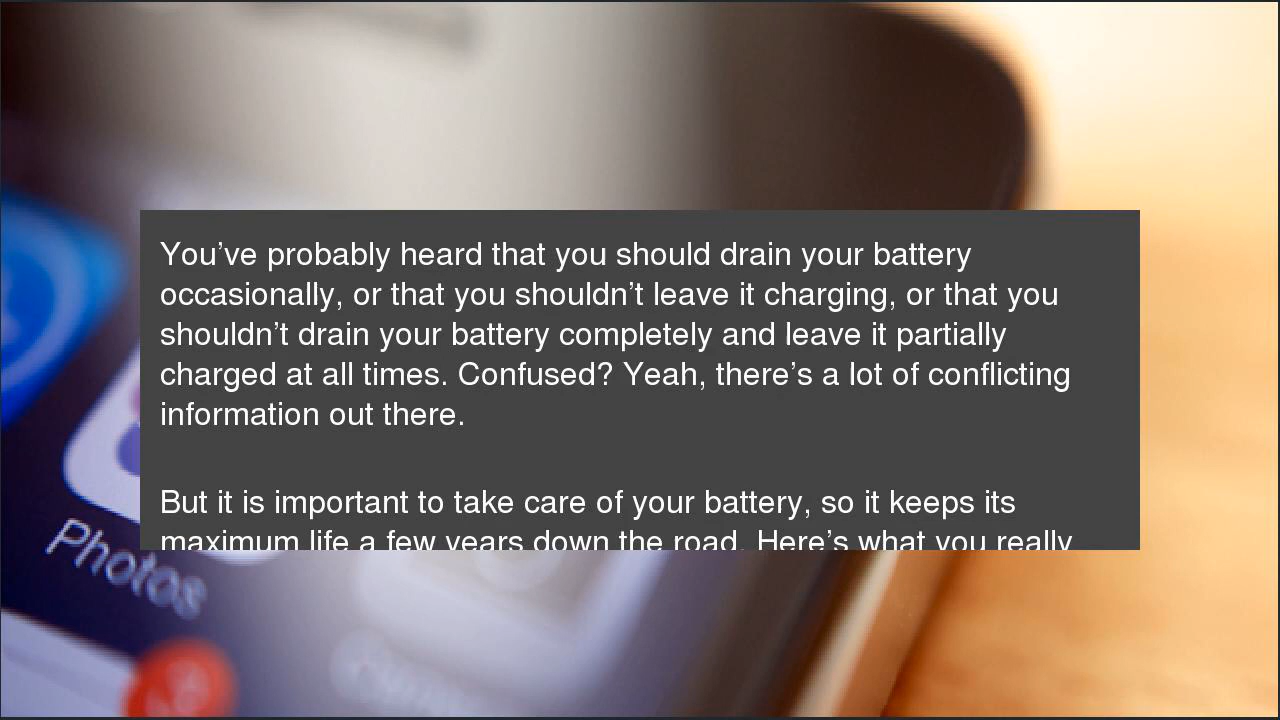 You’ve probably heard that you should drain your battery
occasionally, or that you shouldn’t leave it charging, or that you
shouldn’t drain your battery completely and leave it partially
charged at all times. Confused? Yeah, there’s a lot of conflicting
information out there.
But it is important to take care of your battery, so it keeps its
maximum life a few years down the road. Here’s what you really
Photos